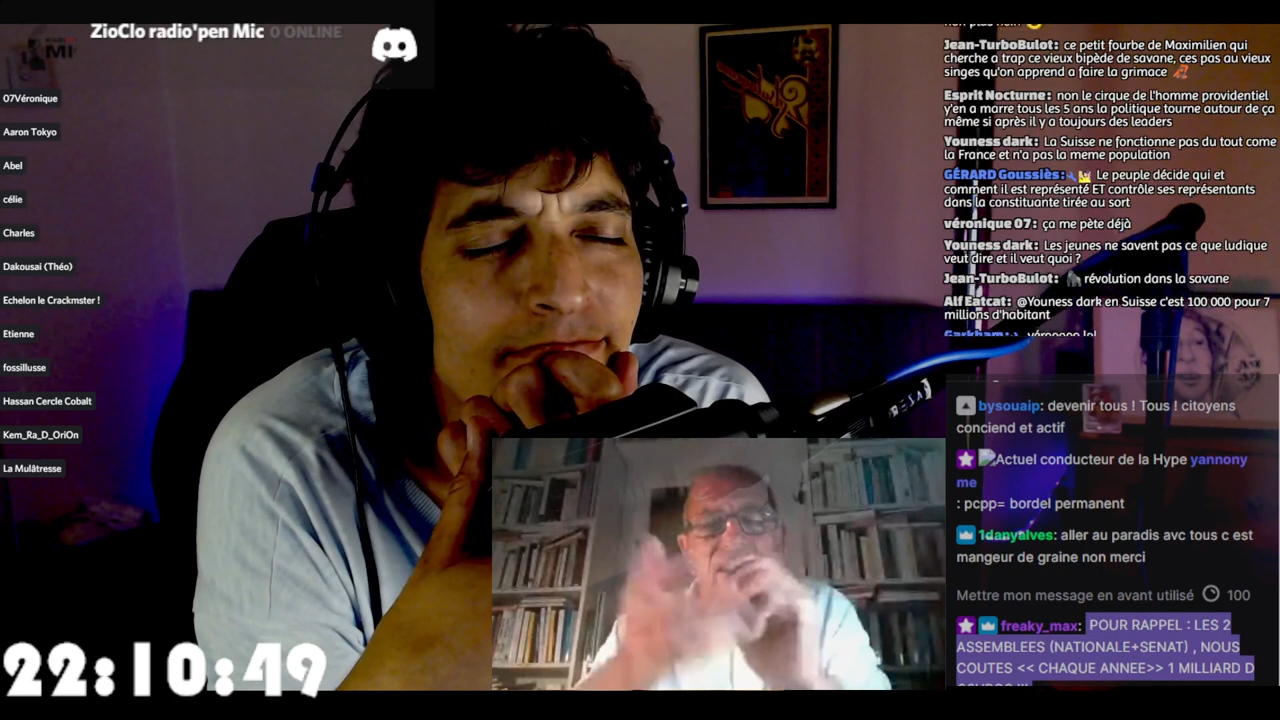 ZioClo radio'pen Mic 0 ONLINE
MI
07Véronique
Aaron Tokyo
Abel
célie
Charles
Dakousai (Théo)
Echelon le Crackmster !
Etienne
fossillusse
Hassan Cercle Cobalt
Kem_Ra_D_OriOn
La Mulâtresse
22:10:49
Jean-TurboBulot: ce petit fourbe de Maximilien qui
cherche a trap ce vieux bipède de savane, ces pas au vieux
singes qu'on apprend a faire la grimace
Esprit Nocturne: non le cirque de l'homme providentiel
y'en a marre tous les 5 ans la politique tourne autour de ça
même si après il y a toujours des leaders
Youness dark: La Suisse ne fonctionne pas du tout come
la France et n'a pas la meme population
GÉRARD Goussiès: Le peuple décide qui et
comment il est représenté ET contrôle ses représentants
dans la constituante tirée au sort
véronique 07: ça me pète déjà
Youness dark: Les jeunes ne savent pas ce que ludique
veut dire et il veut quoi ?
Jean-TurboBulot: révolution dans la savane
Alf Eatcat: @Youness dark en Suisse c'est 100 000 pour 7
millions d'habitant
bysouaip: devenir tous ! Tous ! citoyens
conciend et actif
Actuel conducteur de la Hype yannony
me
: pcpp= bordel permanent
1danyalves: aller au paradis avc tous c est
mangeur de graine non merci
Mettre mon message en avant utilisé 100
freaky_max: POUR RAPPEL : LES 2
ASSEMBLEES (NATIONALE+SENAT) , NOUS
COUTES << CHAQUE ANNEE>> 1 MILLIARD D